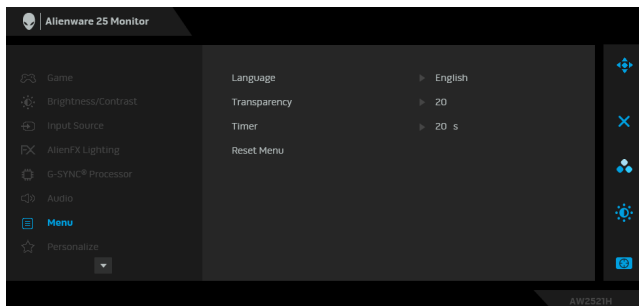 Alienware 25 Monitor
Game
Brightness/Contrast
Input Source
AlienFX Lighting
G-SYNC® Processor
Audio
Menu
Personalize
Language English
Transparency 20
Timer 20 s
Reset Menu
AW2521H